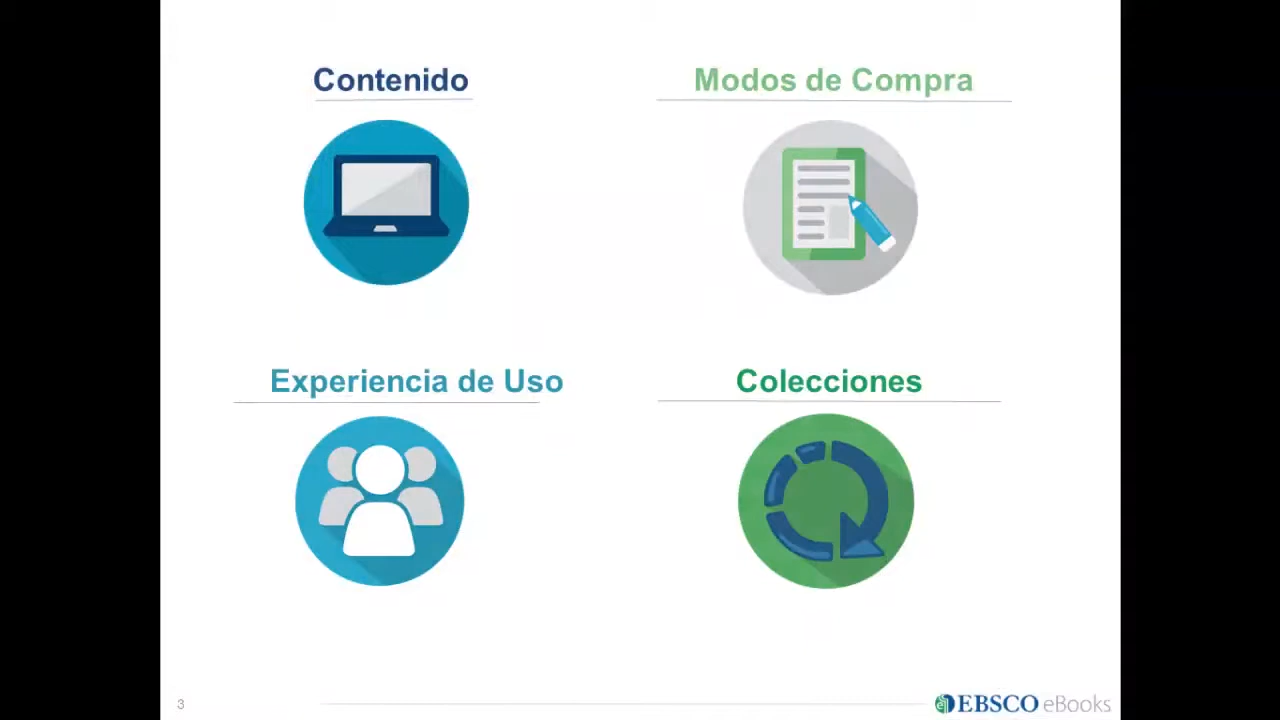 Contenido
Modos de Compra
Experiencia de Uso
Colecciones
3
EBSCO eBooks